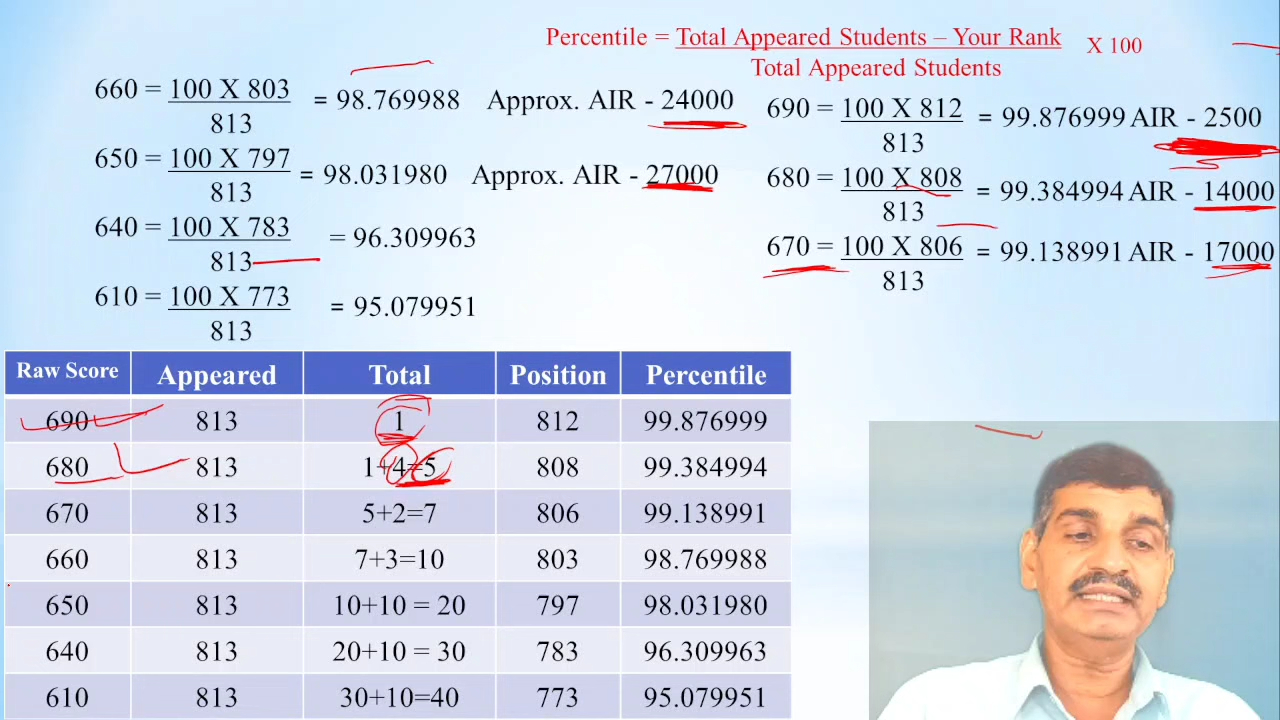 Percentile = Total Appeared Students – Your Rank X 100
Total Appeared Students
660 = 100 X 803 = 98.769988 Approx. AIR - 24000
813
650 = 100 X 797 = 98.031980 Approx. AIR - 27000
813
640 = 100 X 783 = 96.309963
813
610 = 100 X 773 = 95.079951
813
690 = 100 X 812 = 99.876999 AIR - 2500
813
680 = 100 X 808 = 99.384994 AIR - 14000
813
670 = 100 X 806 = 99.138991 AIR - 17000
813
Raw Score Appeared Total Position Percentile
690 813 1 812 99.876999
680 813 1+4=5 808 99.384994
670 813 5+2=7 806 99.138991
660 813 7+3=10 803 98.769988
650 813 10+10 = 20 797 98.031980
640 813 20+10 = 30 783 96.309963
610 813 30+10=40 773 95.079951